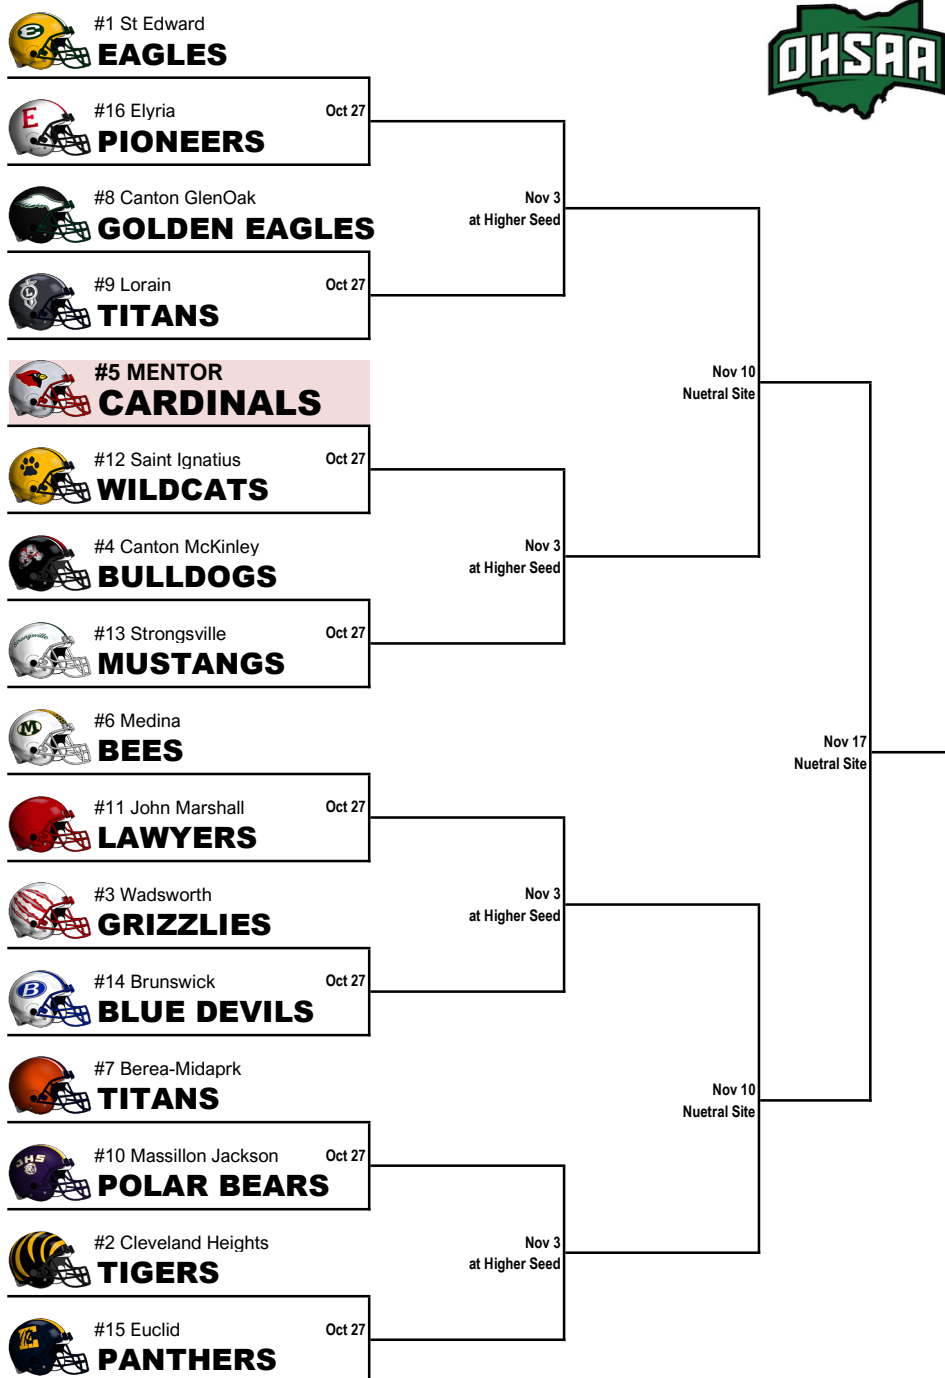 #1 St Edward
EAGLES
OHSAA
#16 Elyria
Oct 27
PIONEERS
#8 Canton GlenOak
Nov 3
at Higher Seed
GOLDEN EAGLES
#9 Lorain
Oct 27
TITANS
#5 MENTOR
CARDINALS
Nov 10
Nuetral Site
#12 Saint Ignatius
Oct 27
WILDCATS
#4 Canton McKinley
Nov 3
at Higher Seed
BULLDOGS
#13 Strongsville
Oct 27
Strongsville
MUSTANGS
#6 Medina
M
BEES
Nov 17
Nuetral Site
#11 John Marshall
Oct 27
LAWYERS
#3 Wadsworth
Nov 3
at Higher Seed
GRIZZLIES
#14 Brunswick
Oct 27
B
BLUE DEVILS
#7 Berea-Midaprk
TITANS
Nov 10
Nuetral Site
#10 Massillon Jackson
Oct 27
JHS
POLAR BEARS
#2 Cleveland Heights
Nov 3
at Higher Seed
TIGERS
#15 Euclid
Oct 27
E
PANTHERS